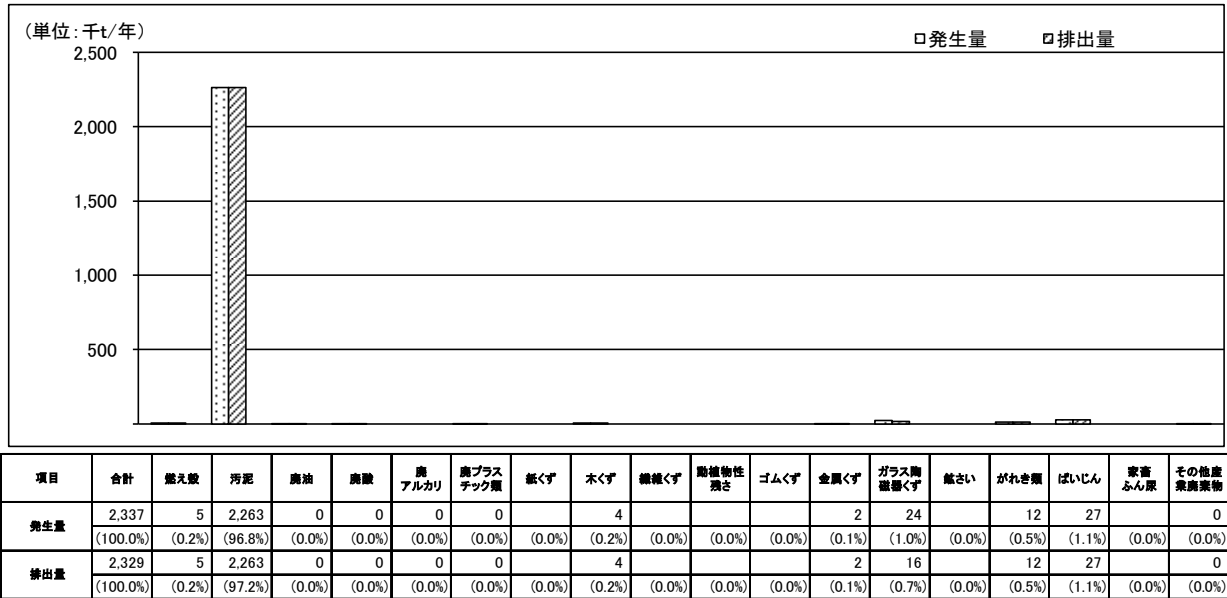 (単位:千t/年)
発生量 排出量
2,500
2,000
1,500
1,000
500
項目 合計 燃え殻 汚泥 廃油 廃酸 廃アルカリ 廃プラスチック類 紙くず 木くず 繊維くず 動植物性残さ ゴムくず 金属くず ガラス陶磁器くず 鉱さい がれき類 ばいじん 家畜ふん尿 その他産業廃棄物
発生量 2,337 5 2,263 0 0 0 0 4 2 24 12 27 0
(100.0%) (0.2%) (96.8%) (0.0%) (0.0%) (0.0%) (0.0%) (0.0%) (0.2%) (0.0%) (0.0%) (0.0%) (0.1%) (1.0%) (0.0%) (0.5%) (1.1%) (0.0%) (0.0%)
排出量 2,329 5 2,263 0 0 0 0 4 2 16 12 27 0
(100.0%) (0.2%) (97.2%) (0.0%) (0.0%) (0.0%) (0.0%) (0.0%) (0.2%) (0.0%) (0.0%) (0.0%) (0.1%) (0.7%) (0.0%) (0.5%) (1.1%) (0.0%) (0.0%)